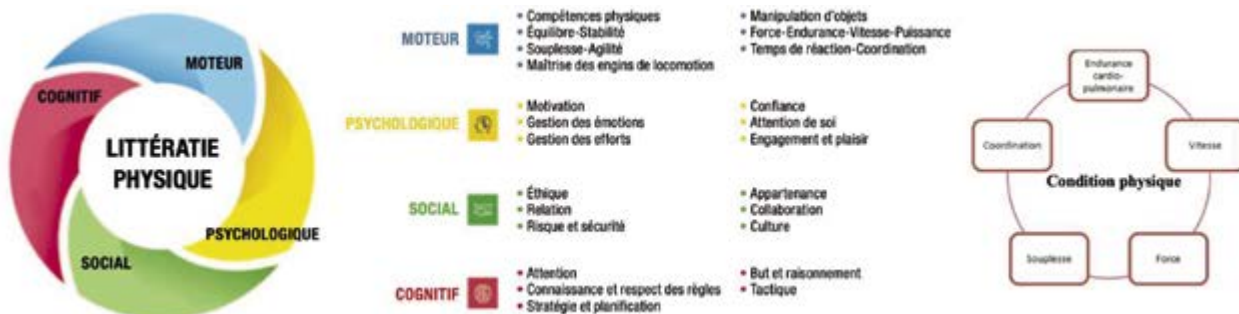 MOTEUR
COGNITIF
LITTÉRATIE
PHYSIQUE
PSYCHOLOGIQUE
SOCIAL
MOTEUR
• Compétences physiques
• Équilibre-Stabilité
• Souplesse-Agilité
• Maîtrise des engins de locomotion
• Manipulation d'objets
• Force-Endurance-Vitesse-Puissance
• Temps de réaction-Coordination
PSYCHOLOGIQUE
• Motivation
• Gestion des émotions
• Gestion des efforts
• Confiance
• Attention de soi
• Engagement et plaisir
SOCIAL
• Éthique
• Relation
• Risque et sécurité
• Appartenance
• Collaboration
• Culture
COGNITIF
• Attention
• Connaissance et respect des règles
• Stratégie et planification
• But et raisonnement
• Tactique
Endurance
cardio-
pulmonaire
Coordination
Vitesse
Condition physique
Souplesse
Force